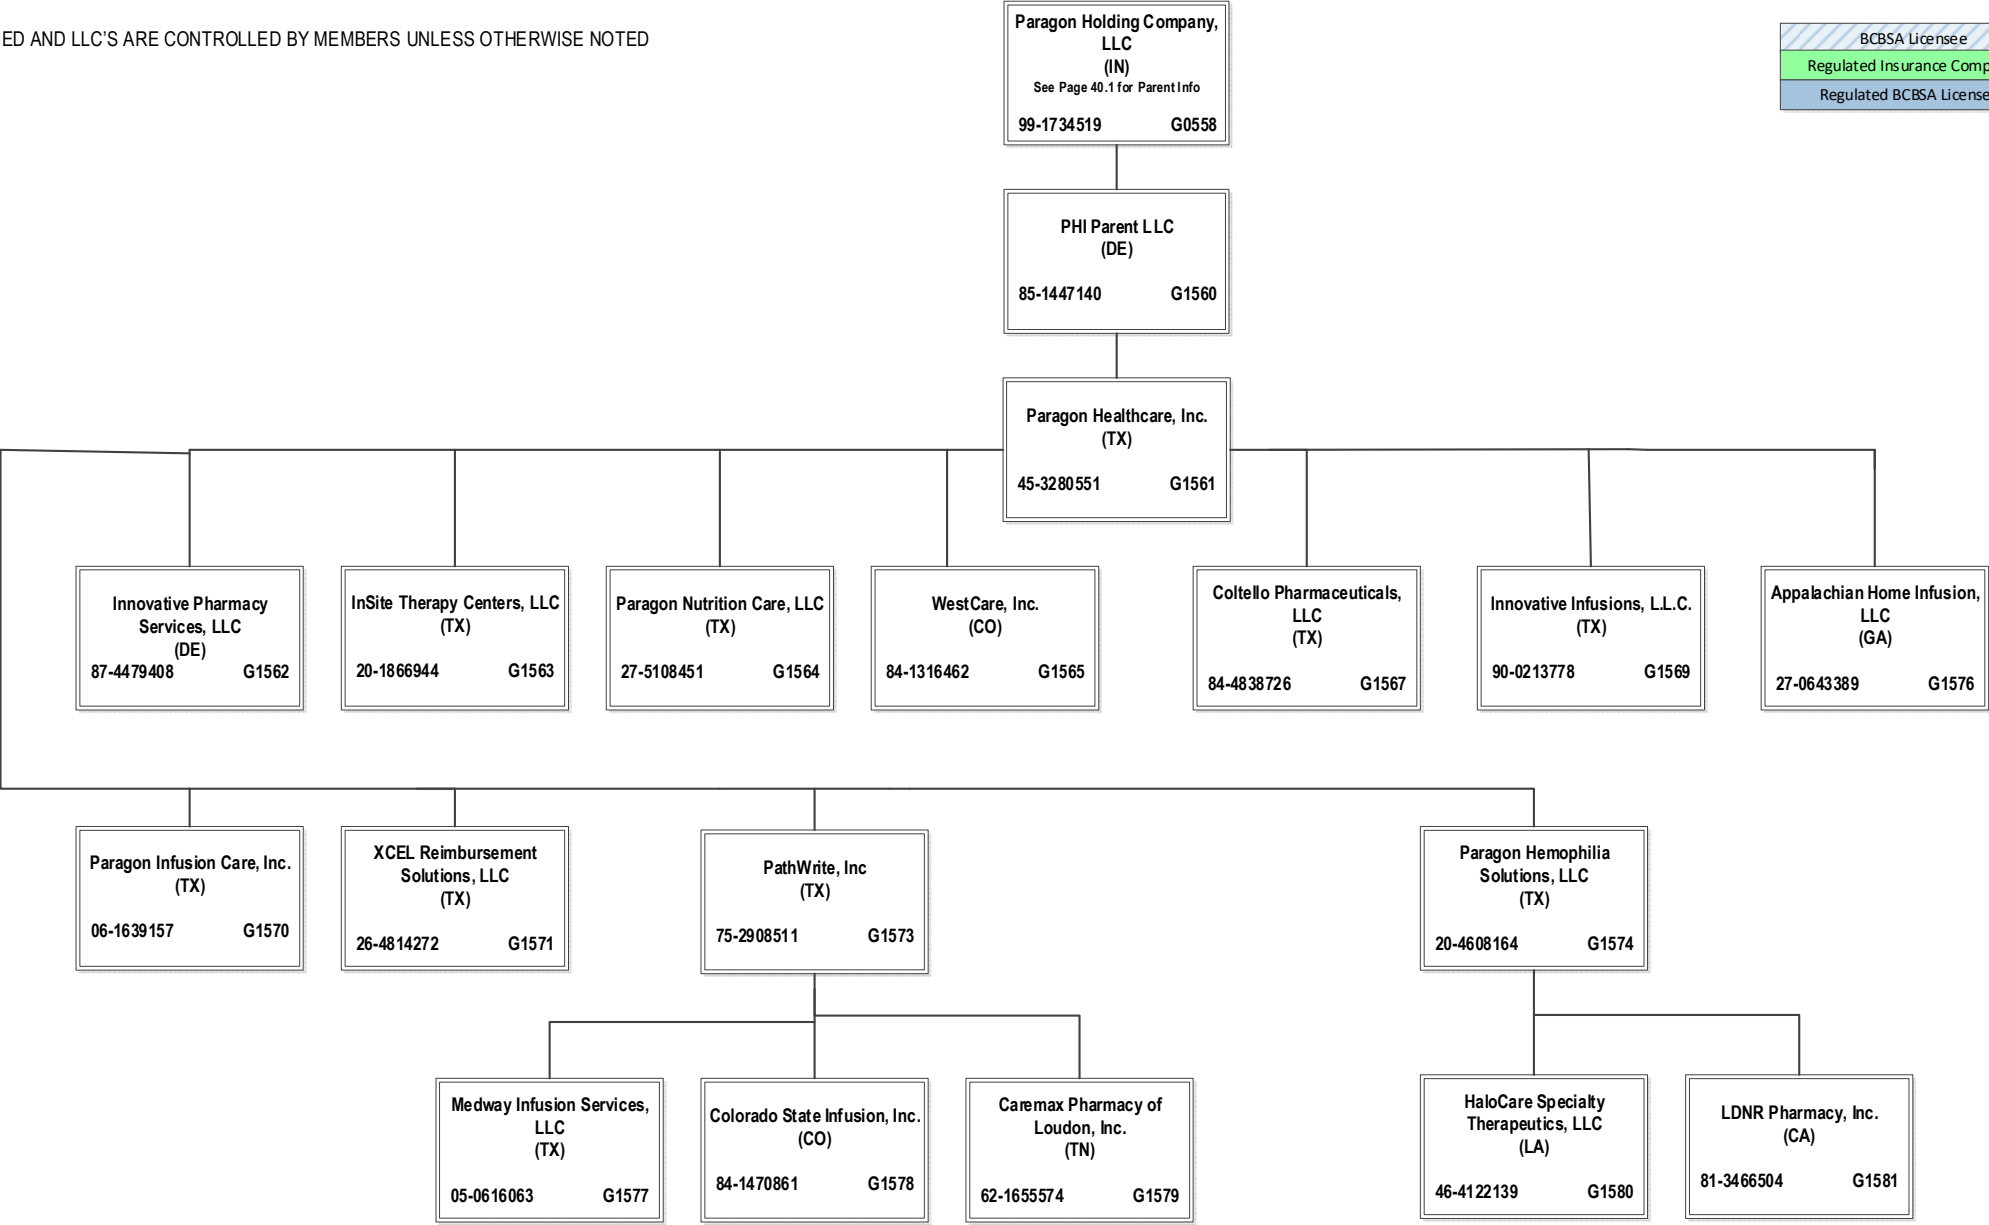 ED AND LLC'S ARE CONTROLLED BY MEMBERS UNLESS OTHERWISE NOTED
BCBSA Licensee
Regulated Insurance Comp
Regulated BCBSA License
Paragon Holding Company,
LLC
(IN)
See Page 40.1 for Parent Info
99-1734519 G0558
PHI Parent LLC
(DE)
85-1447140 G1560
Paragon Healthcare, Inc.
(TX)
45-3280551 G1561
Innovative Pharmacy
Services, LLC
(DE)
87-4479408 G1562
InSite Therapy Centers, LLC
(TX)
20-1866944 G1563
Paragon Nutrition Care, LLC
(TX)
27-5108451 G1564
WestCare, Inc.
(CO)
84-1316462 G1565
Coltello Pharmaceuticals,
LLC
(TX)
84-4838726 G1567
Innovative Infusions, L.L.C.
(TX)
90-0213778 G1569
Appalachian Home Infusion,
LLC
(GA)
27-0643389 G1576
Paragon Infusion Care, Inc.
(TX)
06-1639157 G1570
XCEL Reimbursement
Solutions, LLC
(TX)
26-4814272 G1571
PathWrite, Inc
(TX)
75-2908511 G1573
Paragon Hemophilia
Solutions, LLC
(TX)
20-4608164 G1574
Medway Infusion Services,
LLC
(TX)
05-0616063 G1577
Colorado State Infusion, Inc.
(CO)
84-1470861 G1578
Caremax Pharmacy of
Loudon, Inc.
(TN)
62-1655574 G1579
HaloCare Specialty
Therapeutics, LLC
(LA)
46-4122139 G1580
LDNR Pharmacy, Inc.
(CA)
81-3466504 G1581